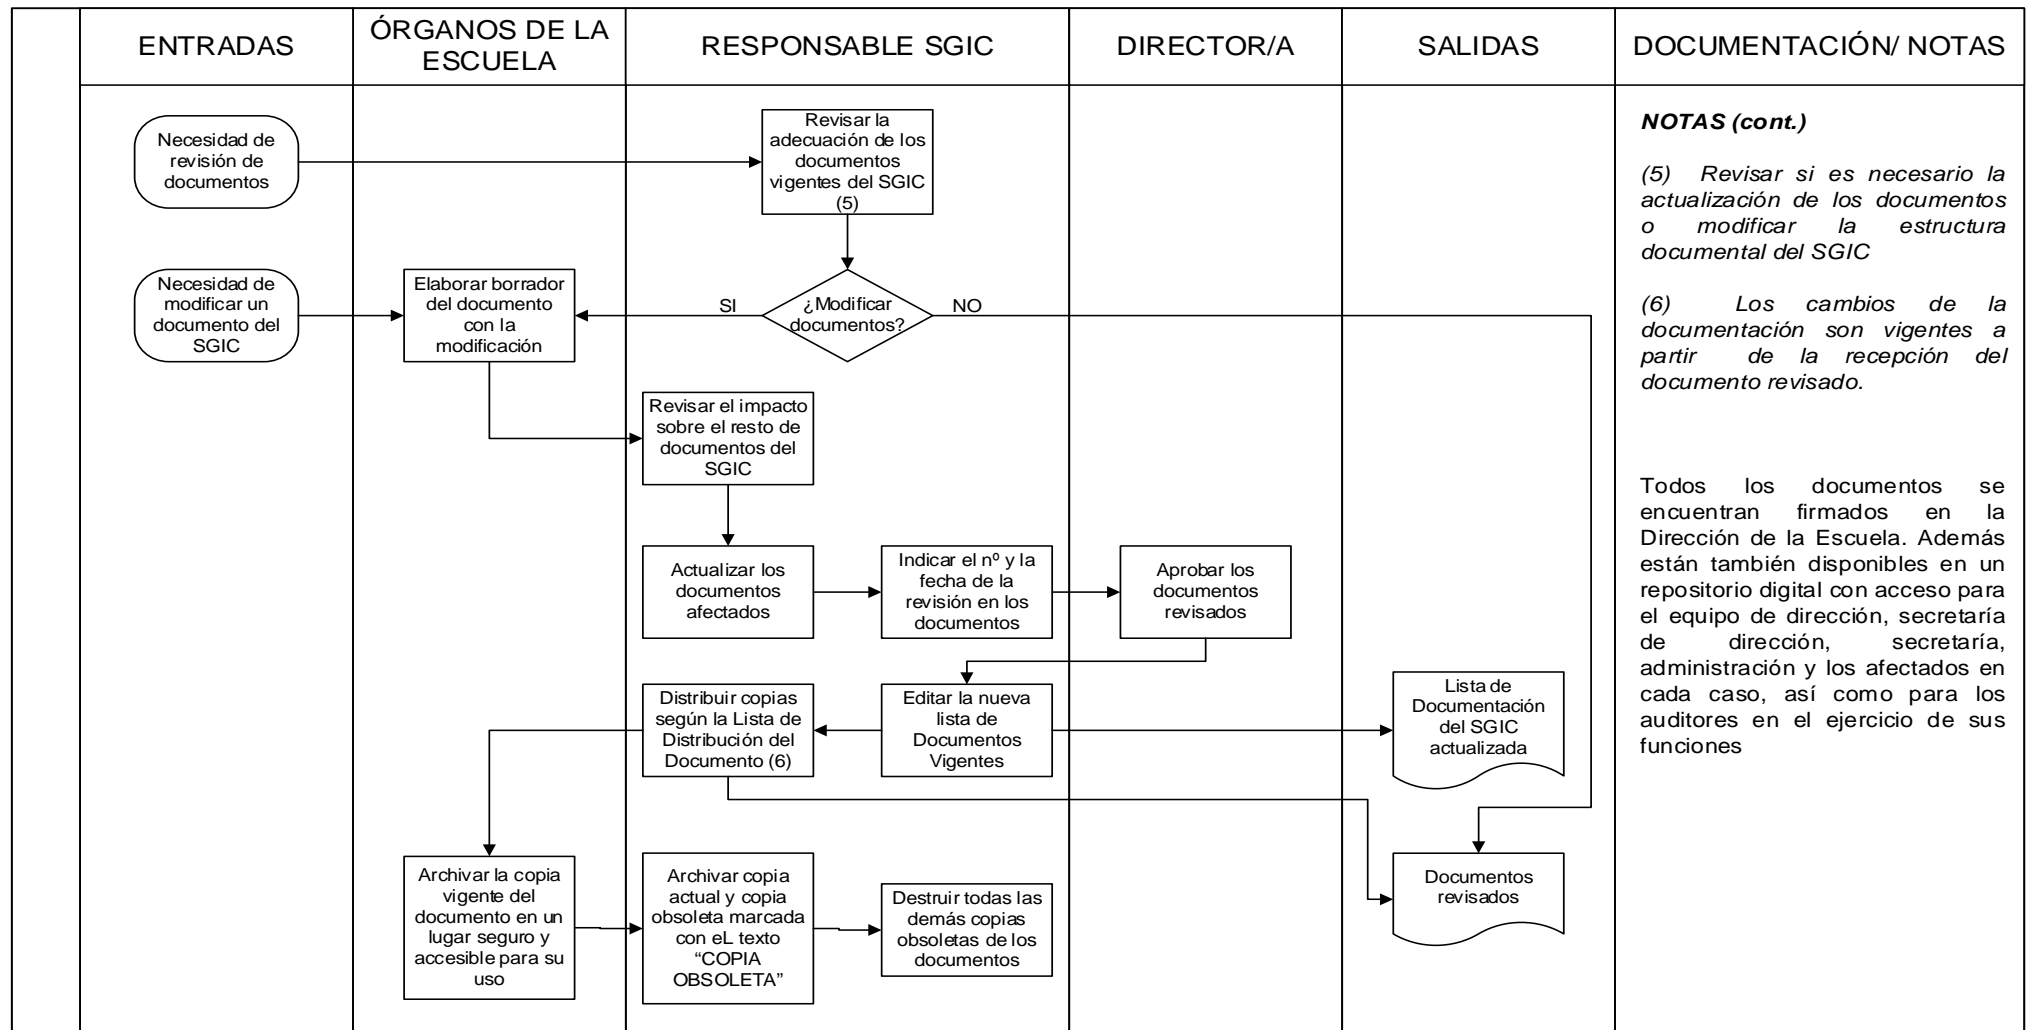 ENTRADAS
ÓRGANOS DE LA
ESCUELA
RESPONSABLE SGIC
DIRECTOR/A
SALIDAS
DOCUMENTACIÓN/ NOTAS
Necesidad de
revisión de
documentos
Revisar la
adecuación de los
documentos
vigentes del SGIC
(5)
Necesidad de
modificar un
documento del
SGIC
Elaborar borrador
del documento
con la
modificación
SI
¿Modificar
documentos?
NO
Revisar el impacto
sobre el resto de
documentos del
SGIC
Actualizar los
documentos
afectados
Indicar el nº y la
fecha de la
revisión en los
documentos
Aprobar los
documentos
revisados
Distribuir copias
según la Lista de
Distribución del
Documento (6)
Editar la nueva
lista de
Documentos
Vigentes
Lista de
Documentación
del SGIC
actualizada
Archivar la copia
vigente del
documento en un
lugar seguro y
accesible para su
uso
Archivar copia
actual y copia
obsoleta marcada
con eL texto
“COPIA
OBSOLETA”
Destruir todas las
demás copias
obsoletas de los
documentos
Documentos
revisados
NOTAS (cont.)
(5) Revisar si es necesario la
actualización de los documentos
o modificar la estructura
documental del SGIC
(6) Los cambios de la
documentación son vigentes a
partir de la recepción del
documento revisado.
Todos los documentos se
encuentran firmados en la
Dirección de la Escuela. Además
están también disponibles en un
repositorio digital con acceso para
el equipo de dirección, secretaría
de dirección, secretaría,
administración y los afectados en
cada caso, así como para los
auditores en el ejercicio de sus
funciones